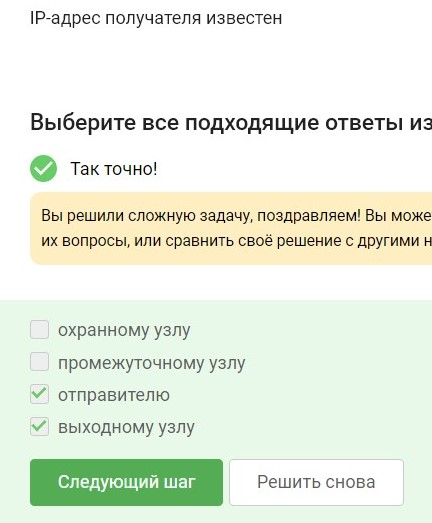 IP-адрес получателя известен
Выберите все подходящие ответы из
Так точно!
Вы решили сложную задачу, поздравляем! Вы може
их вопросы, или сравнить своё решение с другими н
охранному узлу
промежуточному узлу
отправителю
выходному узлу
Следующий шаг
Решить снова